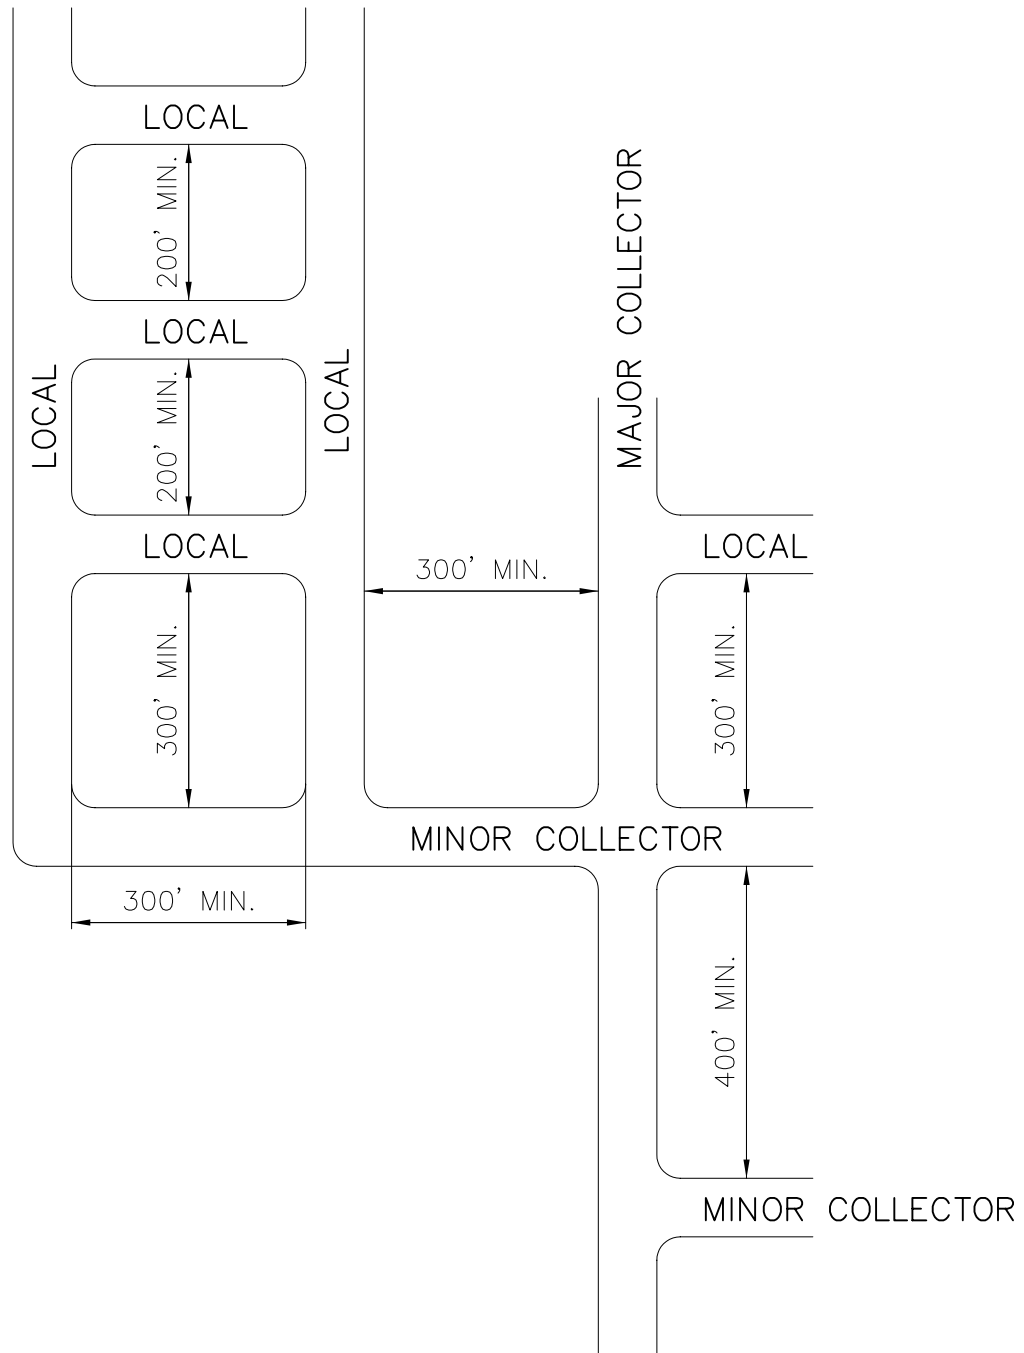 LOCAL
200' MIN.
MAJOR COLLECTOR
LOCAL
LOCAL
LOCAL
200' MIN.
LOCAL
LOCAL
300' MIN.
300' MIN.
300' MIN.
MINOR COLLECTOR
300' MIN.
400' MIN.
MINOR COLLECTOR